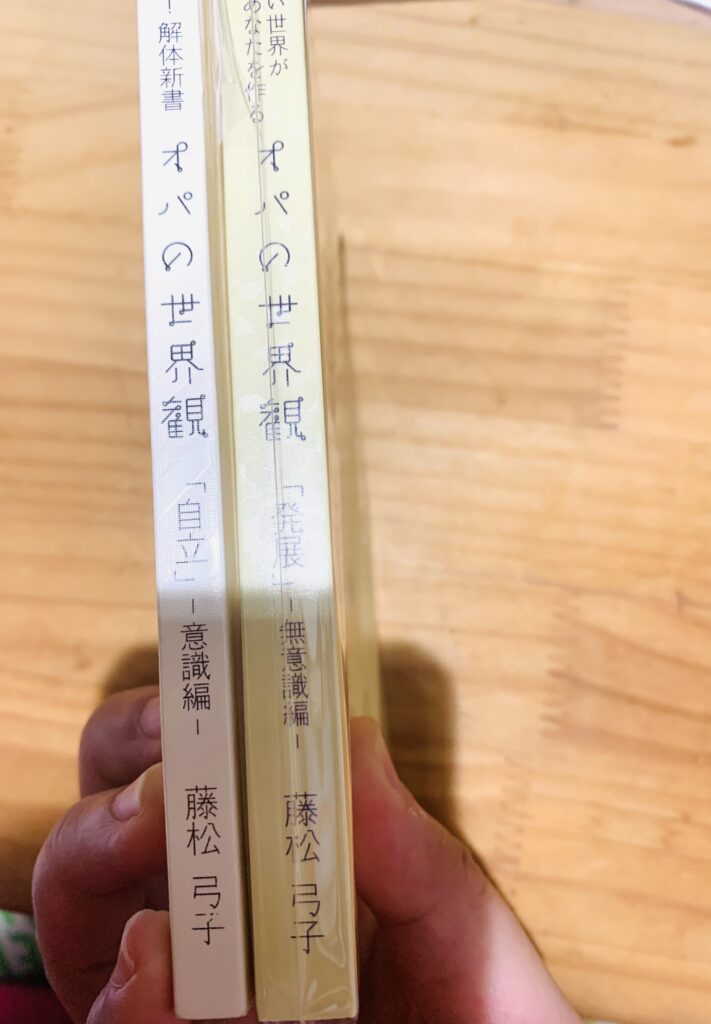 い世界が
あなたを作る
オパの世界観
「発展」-無意識編-
藤松 弓子
！解体新書
オパの世界観
「自立」-意識編-
藤松 弓子